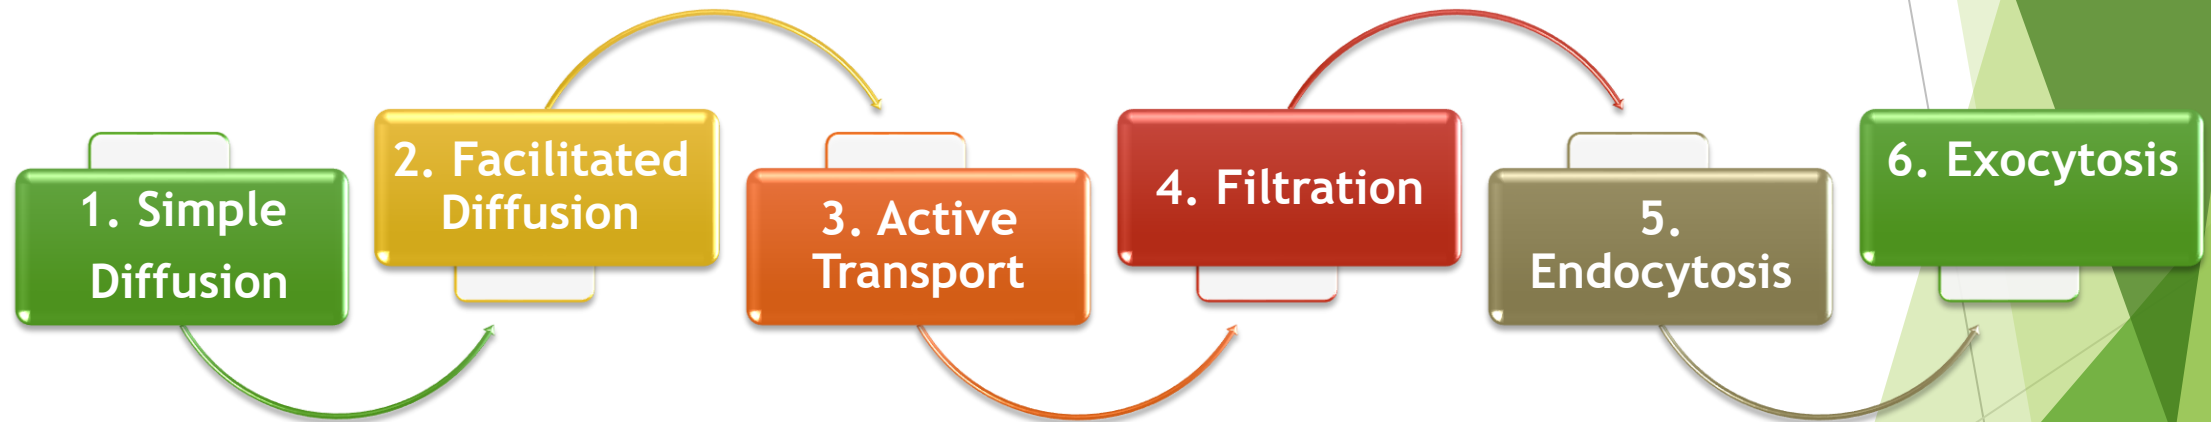 1. Simple
Diffusion
2. Facilitated
Diffusion
3. Active
Transport
4. Filtration
5.
Endocytosis
6. Exocytosis